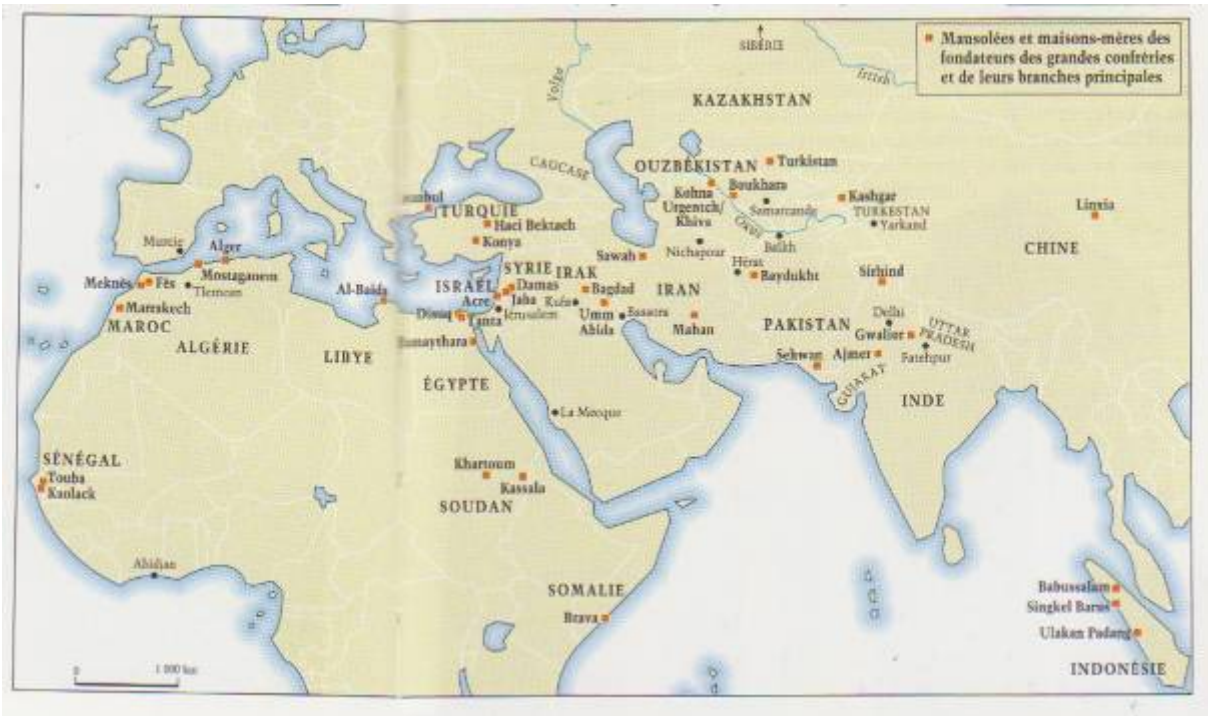 Mausolées et maisons-mères des
fondateurs des grandes confréries
et de leurs branches principales
SIBÉRIE
Volga
Irtish
KAZAKHSTAN
CAUCASE
OUZBÉKISTAN
Turkistan
Kohna
Urgentch/
Khiva
Boukhara
Samarcande
Kashgar
TURKESTAN
Yarkand
Linxia
CHINE
TURQUIE
Haci Bektach
Konya
Oxus
Balkh
Nichapour
Hérat
Baydukht
Sawah
Sirhind
Murcie
Alger
Mostaganem
Meknès
Fès
Tlemcen
Marrakech
MAROC
ALGÉRIE
Al-Baïda
LIBYE
SYRIE
IRAK
ISRAËL
Damas
Acre
Jaba
Jérusalem
Kufa
Bagdad
Umm
Abida
Bassora
IRAN
Mahan
Tanta
ÉGYPTE
PAKISTAN
Delhi
Gwalior
UTTAR
PRADESH
Sehwan
Ajmer
Fatehpur
GUJARAT
INDE
La Mecque
SÉNÉGAL
Touba
Kaolack
Khartoum
Kassala
SOUDAN
Abidjan
SOMALIE
Brava
Babussalam
Singkel Barus
Ulakan Padang
INDONÉSIE
0 1 000 km